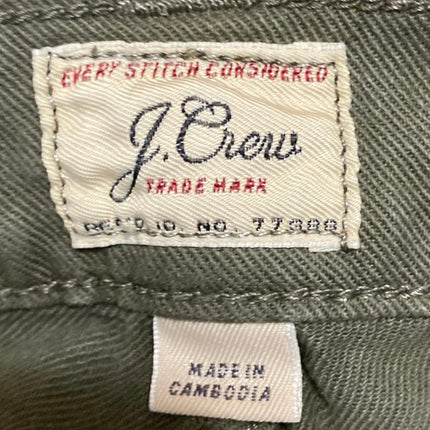 EVERY STITCH CONSIDERED
J.Crew
TRADE MARK
REG'D ID. NO. 77388
MADE IN
CAMBODIA